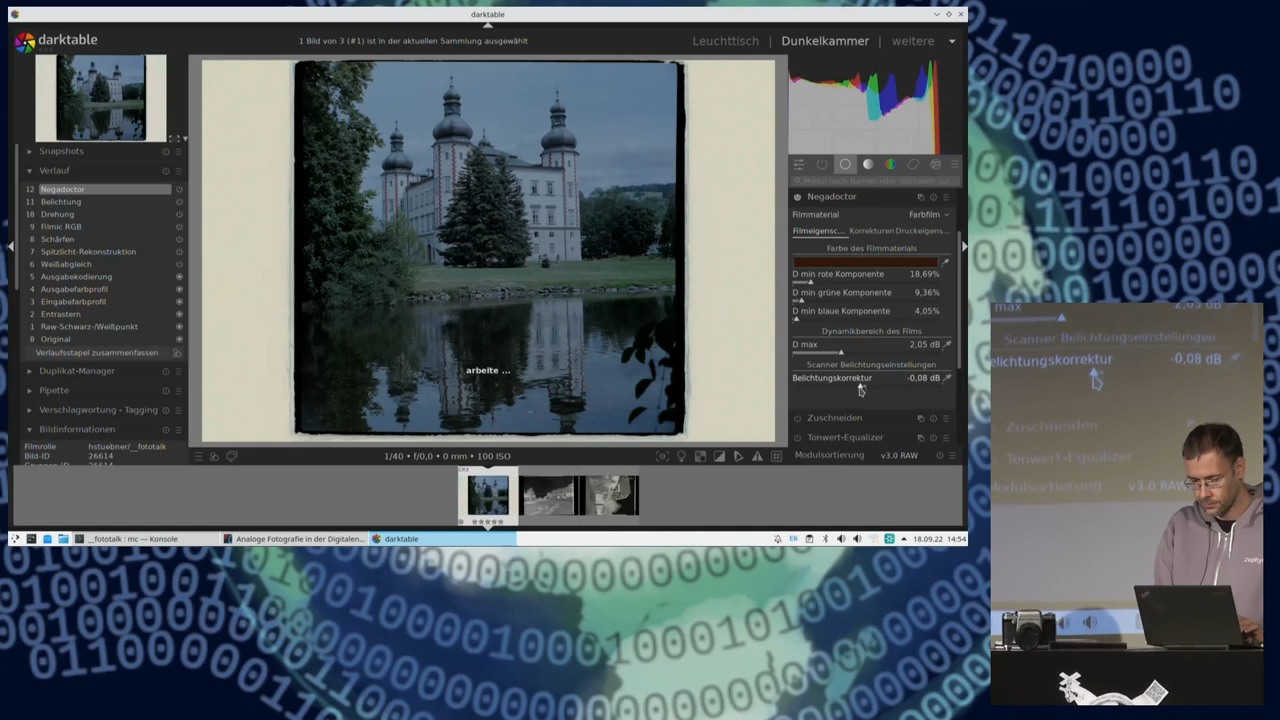 darktable
darktable
1 Bild von 3 (#1) ist in der aktuellen Sammlung ausgewählt
Leuchttisch | Dunkelkammer | weitere
Snapshots
Verlauf
12 Negadoctor
11 Belichtung
10 Drehung
9 Filmic RGB
8 Schärfen
7 Spitzlicht-Rekonstruktion
6 Weißabgleich
5 Ausgabekodierung
4 Ausgabefarbprofil
3 Eingabefarbprofil
2 Entrastern
1 Raw-Schwarz-/Weißpunkt
0 Original
Verlaufsstapel zusammenfassen
Duplikat-Manager
Pipette
Verschlagwortung - Tagging
Bildinformationen
Filmrolle hstuebner/__fototalk
Bild-ID 26614
26614
arbeite ...
1/40 • f/0,0 • 0 mm • 100 ISO
Negadoctor
Filmmaterial Farbfilm
Filmeigensc... Korrekturen Druckeigens...
Farbe des Filmmaterials
D min rote Komponente 18,69%
D min grüne Komponente 9,36%
D min blaue Komponente 4,05%
Dynamikbereich des Films
D max 2,05 dB
Scanner Belichtungseinstellungen
Belichtungskorrektur -0,08 dB
Zuschneiden
Tonwert-Equalizer
Modulsortierung v3.0 RAW
__fototalk : mc — Konsole
Analoge Fotografie in der Digitalen...
darktable
EN
18.09.22 14:54
max 2,05 dB
Scanner Belichtungseinstellungen
elichtungskorrektur -0,08 dB
Zuschneiden
Tonwert-Equalizer
Modulsortierung v3.0 RAW